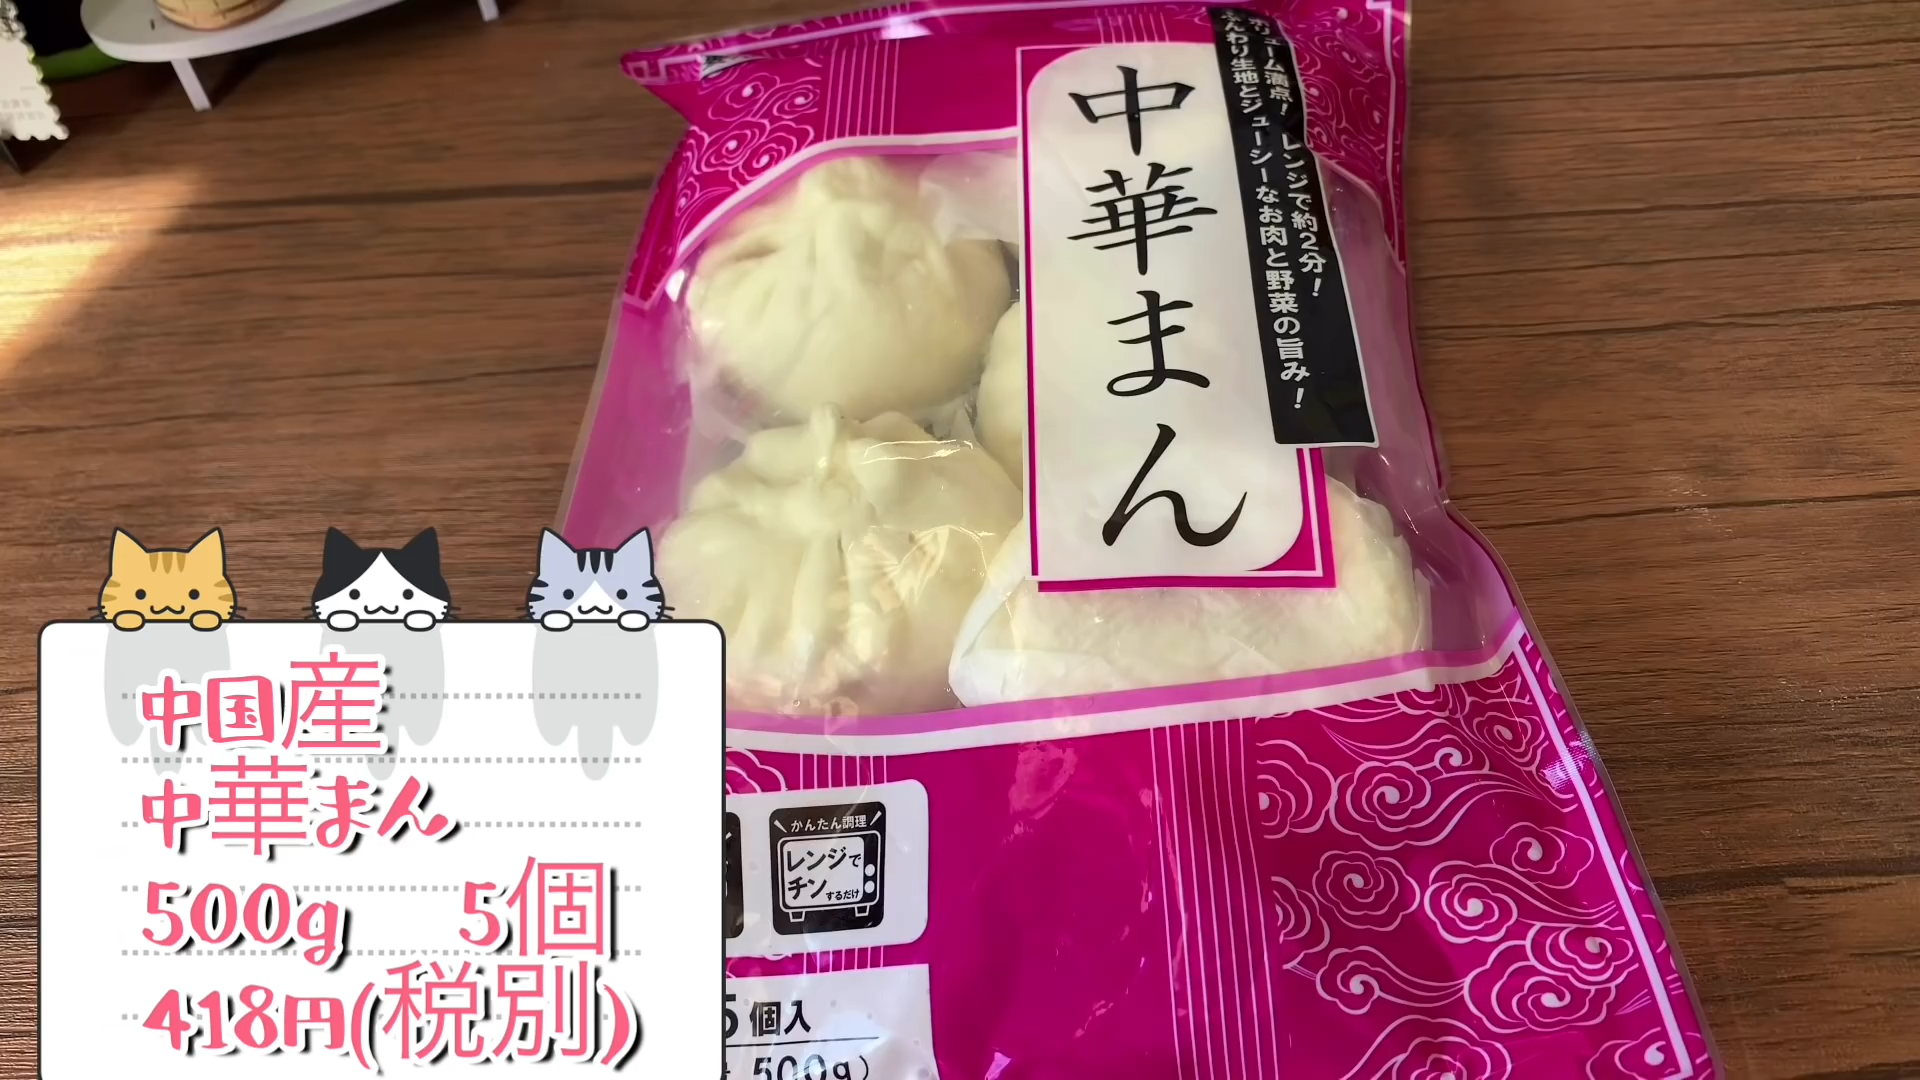 中華まん
ボリューム満点！レンジで約2分！
ふんわり生地とジューシーなお肉と野菜の旨み！
中国産
中華まん
500g 5個
418円(税別)
かんたん調理
レンジで
チンするだけ
5個入
500g)